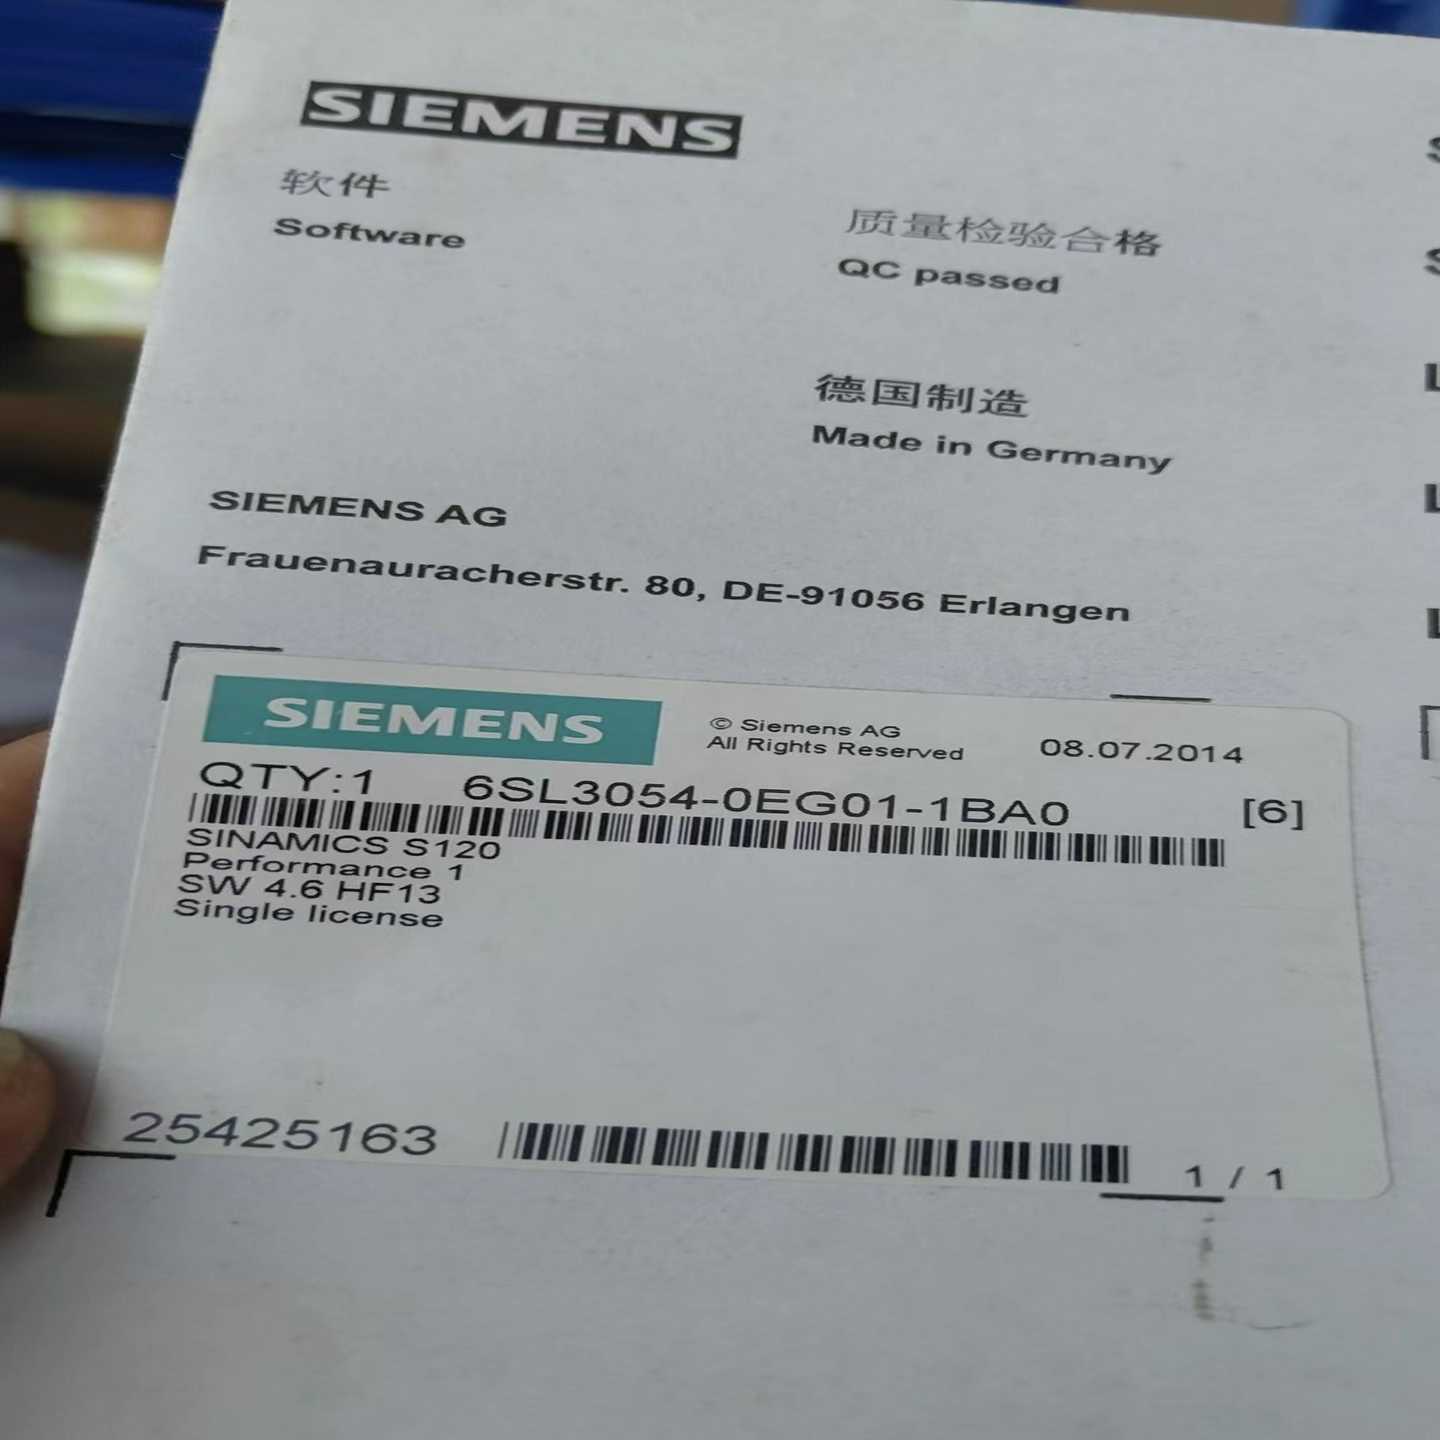 SIEMENS
软件
Software
质量检验合格
QC passed
德国制造
Made in Germany
SIEMENS AG
Frauenauracherstr. 80, DE-91056 Erlangen
SIEMENS
© Siemens AG
All Rights Reserved
08.07.2014
QTY:1 6SL3054-0EG01-1BA0 [6]
SINAMICS S120
Performance 1
SW 4.6 HF13
Single license
25425163
1 / 1